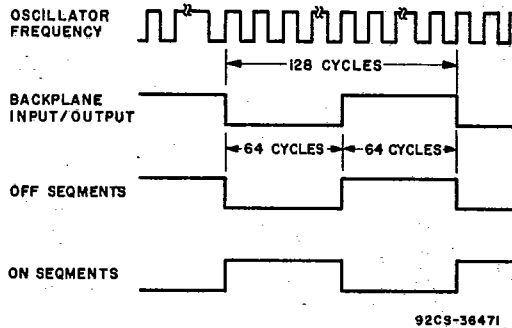 OSCILLATOR
FREQUENCY
128 CYCLES
BACKPLANE
INPUT/OUTPUT
64 CYCLES
64 CYCLES
OFF SEQMENTS
ON SEQMENTS
92CS-36471